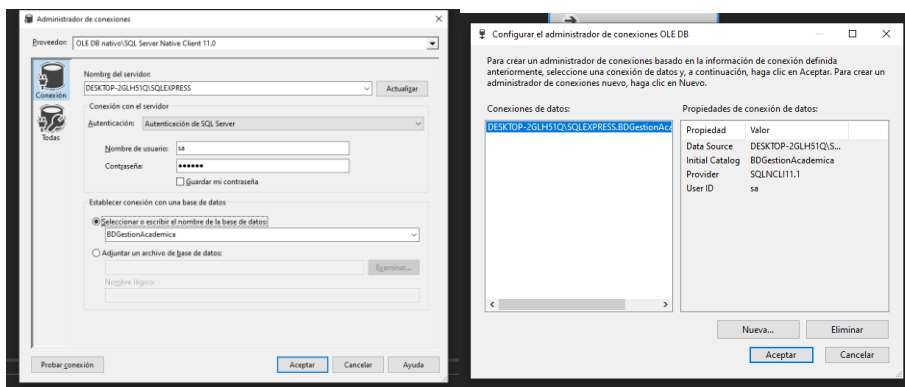 Administrador de conexiones
Proveedor: OLE DB nativo\SQL Server Native Client 11.0
Conexión
Todas
Nombre del servidor:
DESKTOP-2GLH51Q\SQLEXPRESS
Actualizar
Conexión con el servidor
Autenticación: Autenticación de SQL Server
Nombre de usuario: sa
Contraseña: ••••••
Guardar mi contraseña
Establecer conexión con una base de datos
Seleccionar o escribir el nombre de la base de datos:
BDGestionAcademica
Adjuntar un archivo de base de datos:
Examinar...
Nombre lógico:
Probar conexión
Aceptar
Cancelar
Ayuda
Configurar el administrador de conexiones OLE DB
Para crear un administrador de conexiones basado en la información de conexión definida
anteriormente, seleccione una conexión de datos y, a continuación, haga clic en Aceptar. Para crear un
administrador de conexiones nuevo, haga clic en Nuevo.
Conexiones de datos:
DESKTOP-2GLH51Q\SQLEXPRESS.BDGestionAca
Propiedades de conexión de datos:
Propiedad Valor
Data Source DESKTOP-2GLH51Q\S...
Initial Catalog BDGestionAcademica
Provider SQLNCLI11.1
User ID sa
Nueva...
Eliminar
Aceptar
Cancelar